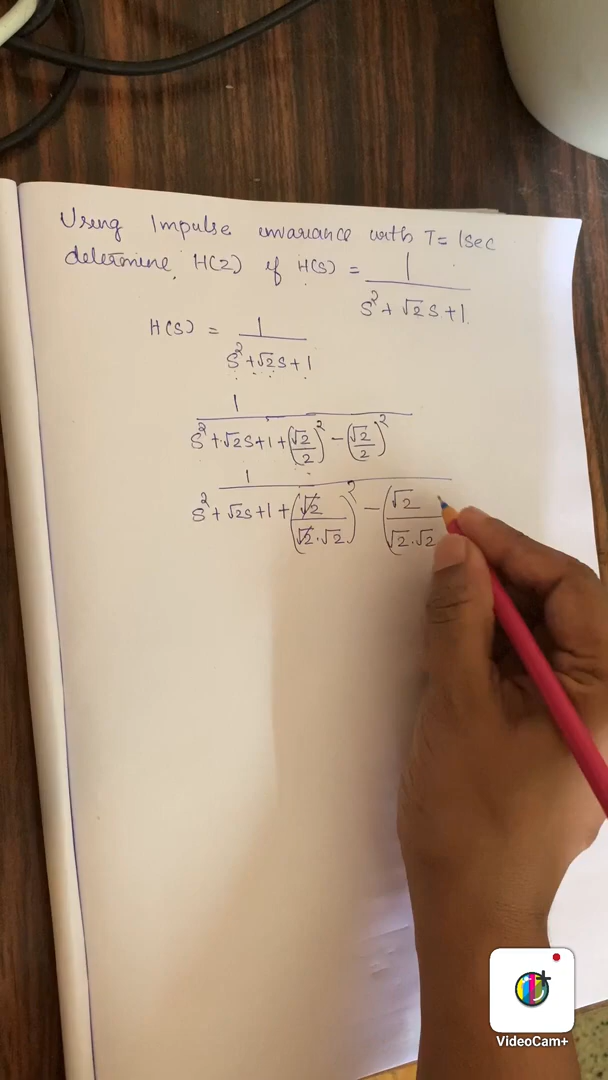 Using Impulse invariance with T = 1sec
determine H(Z) if H(S) = 1 / S² + √2S + 1
H(S) = 1 / S² + √2S + 1
1 / S² + √2S + 1 + (√2/2)² − (√2/2)²
1 / S² + √2S + 1 + (√2/√2.√2)² − (√2/√2.√2
VideoCam+